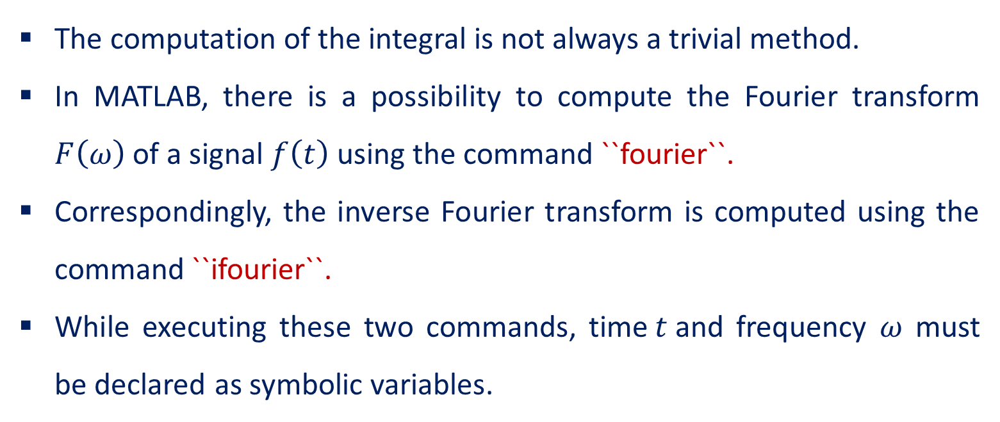 ▪ The computation of the integral is not always a trivial method.
▪ In MATLAB, there is a possibility to compute the Fourier transform
F(ω) of a signal f(t) using the command ``fourier``.
▪ Correspondingly, the inverse Fourier transform is computed using the
command ``ifourier``.
▪ While executing these two commands, time t and frequency ω must
be declared as symbolic variables.